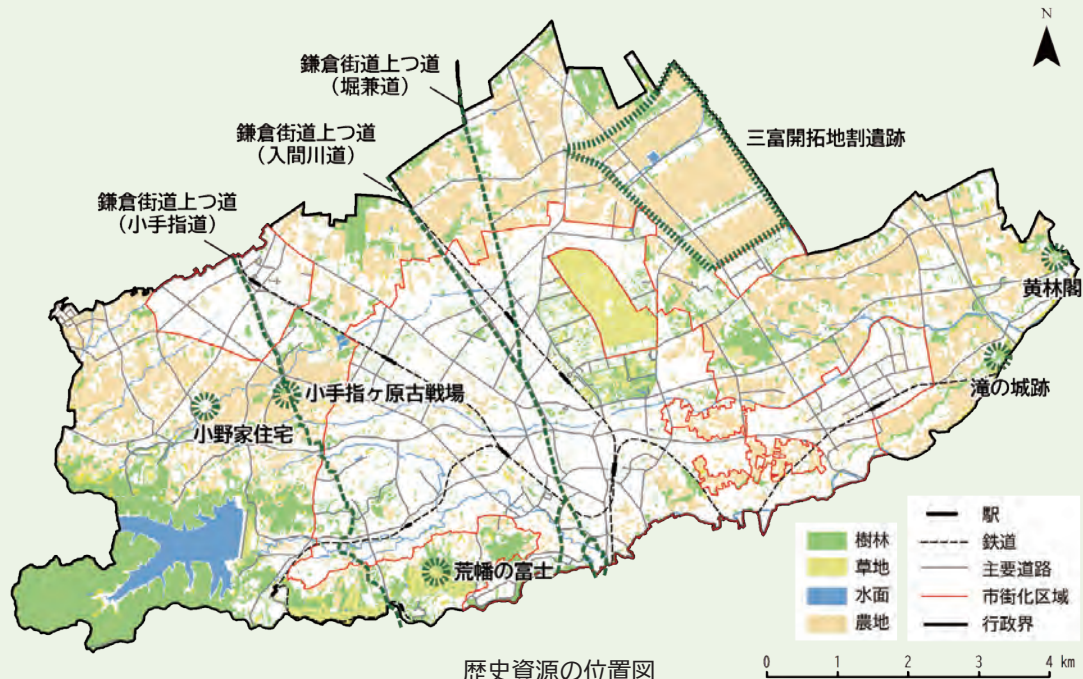 N
鎌倉街道上つ道
（堀兼道）
鎌倉街道上つ道
（入間川道）
鎌倉街道上つ道
（小手指道）
三富開拓地割遺跡
黄林閣
滝の城跡
小手指ヶ原古戦場
小野家住宅
荒幡の富士
樹林
草地
水面
農地
駅
鉄道
主要道路
市街化区域
行政界
歴史資源の位置図
0 1 2 3 4 km